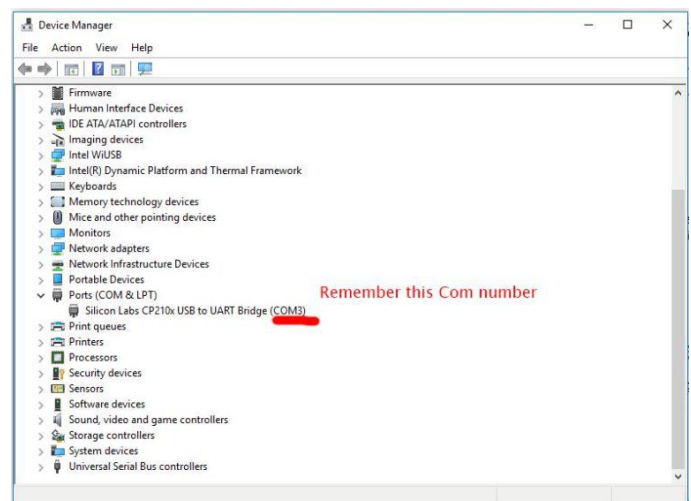 Device Manager
File Action View Help
Firmware
Human Interface Devices
IDE ATA/ATAPI controllers
Imaging devices
Intel WiUSB
Intel(R) Dynamic Platform and Thermal Framework
Keyboards
Memory technology devices
Mice and other pointing devices
Monitors
Network adapters
Network Infrastructure Devices
Portable Devices
Ports (COM & LPT)
Remember this Com number
Silicon Labs CP210x USB to UART Bridge (COM3)
Print queues
Printers
Processors
Security devices
Sensors
Software devices
Sound, video and game controllers
Storage controllers
System devices
Universal Serial Bus controllers